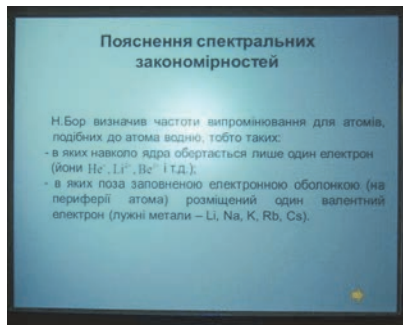 Пояснення спектральних
закономірностей
Н.Бор визначив частоти випромінювання для атомів,
подібних до атома водню, тобто таких:
- в яких навколо ядра обертається лише один електрон
(йони He⁺, Li²⁺, Be³⁺ і т.д.);
- в яких поза заповненою електронною оболонкою (на
периферії атома) розміщений один валентний
електрон (лужні метали – Li, Na, K, Rb, Cs).